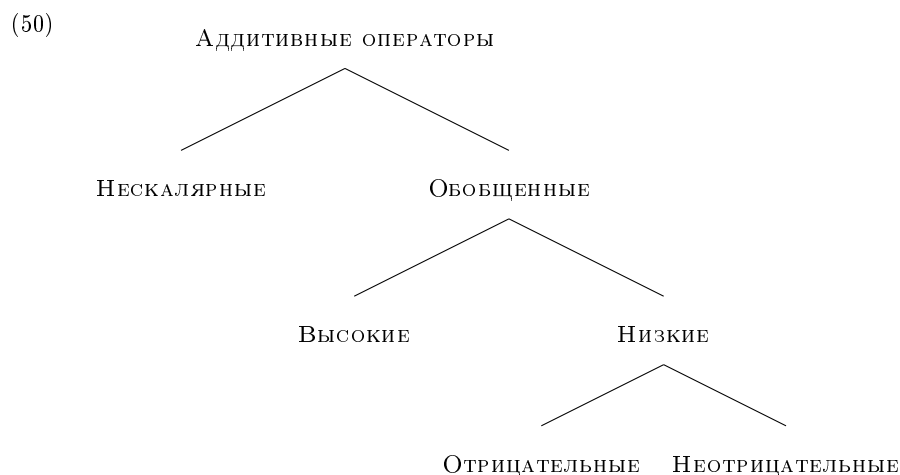 (50)
Аддитивные операторы
Нескалярные Обобщенные
Высокие Низкие
Отрицательные Неотрицательные